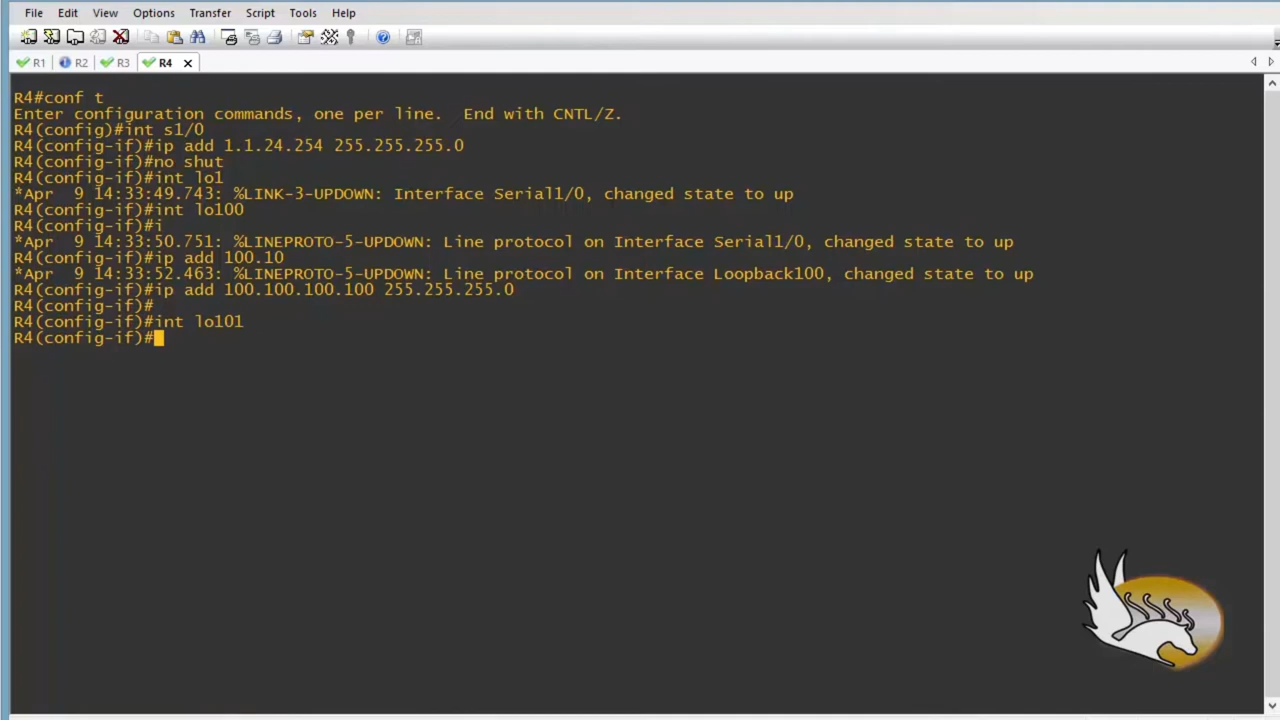 File Edit View Options Transfer Script Tools Help
R1 R2 R3 R4
R4#conf t
Enter configuration commands, one per line.  End with CNTL/Z.
R4(config)#int s1/0
R4(config-if)#ip add 1.1.24.254 255.255.255.0
R4(config-if)#no shut
R4(config-if)#int lo1
*Apr  9 14:33:49.743: %LINK-3-UPDOWN: Interface Serial1/0, changed state to up
R4(config-if)#int lo100
R4(config-if)#i
*Apr  9 14:33:50.751: %LINEPROTO-5-UPDOWN: Line protocol on Interface Serial1/0, changed state to up
R4(config-if)#ip add 100.10
*Apr  9 14:33:52.463: %LINEPROTO-5-UPDOWN: Line protocol on Interface Loopback100, changed state to up
R4(config-if)#ip add 100.100.100.100 255.255.255.0
R4(config-if)#
R4(config-if)#int lo101
R4(config-if)#